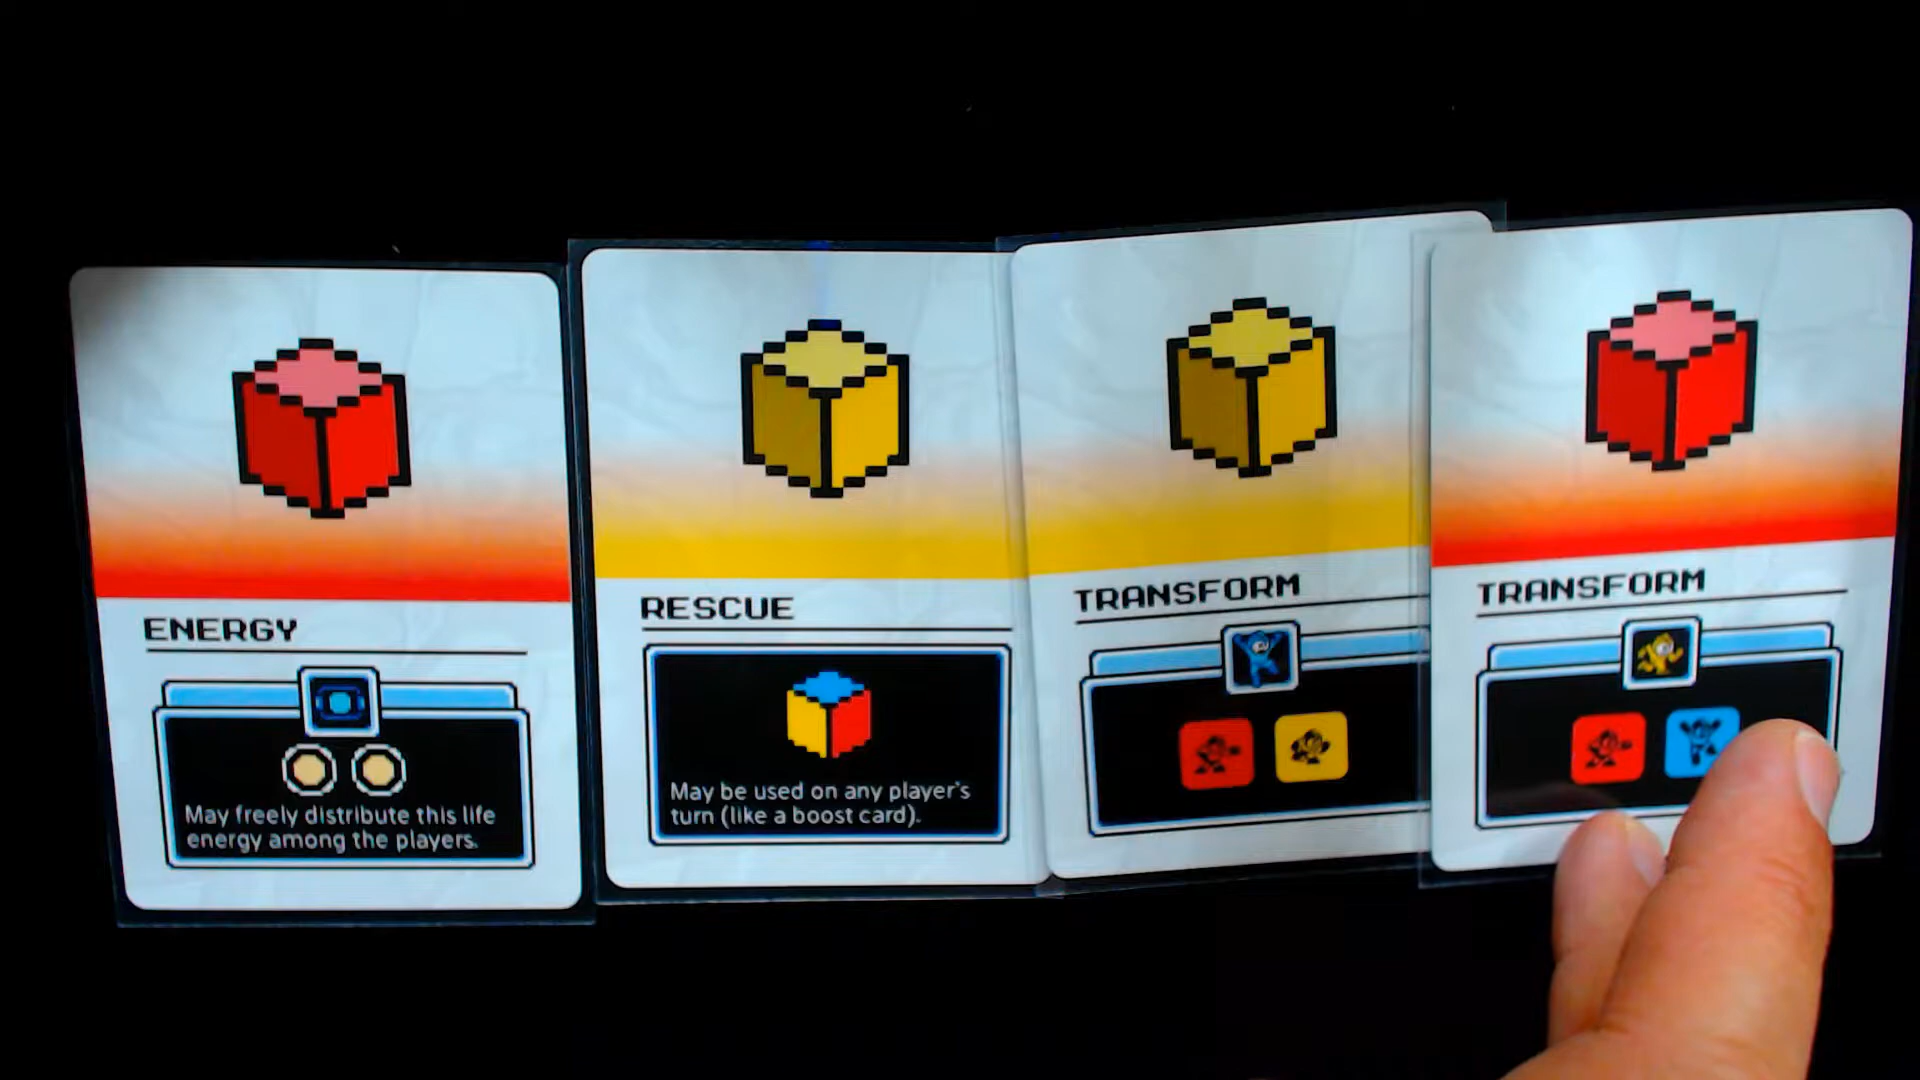 ENERGY
May freely distribute this life
energy among the players.
RESCUE
May be used on any player's
turn (like a boost card).
TRANSFORM
TRANSFORM